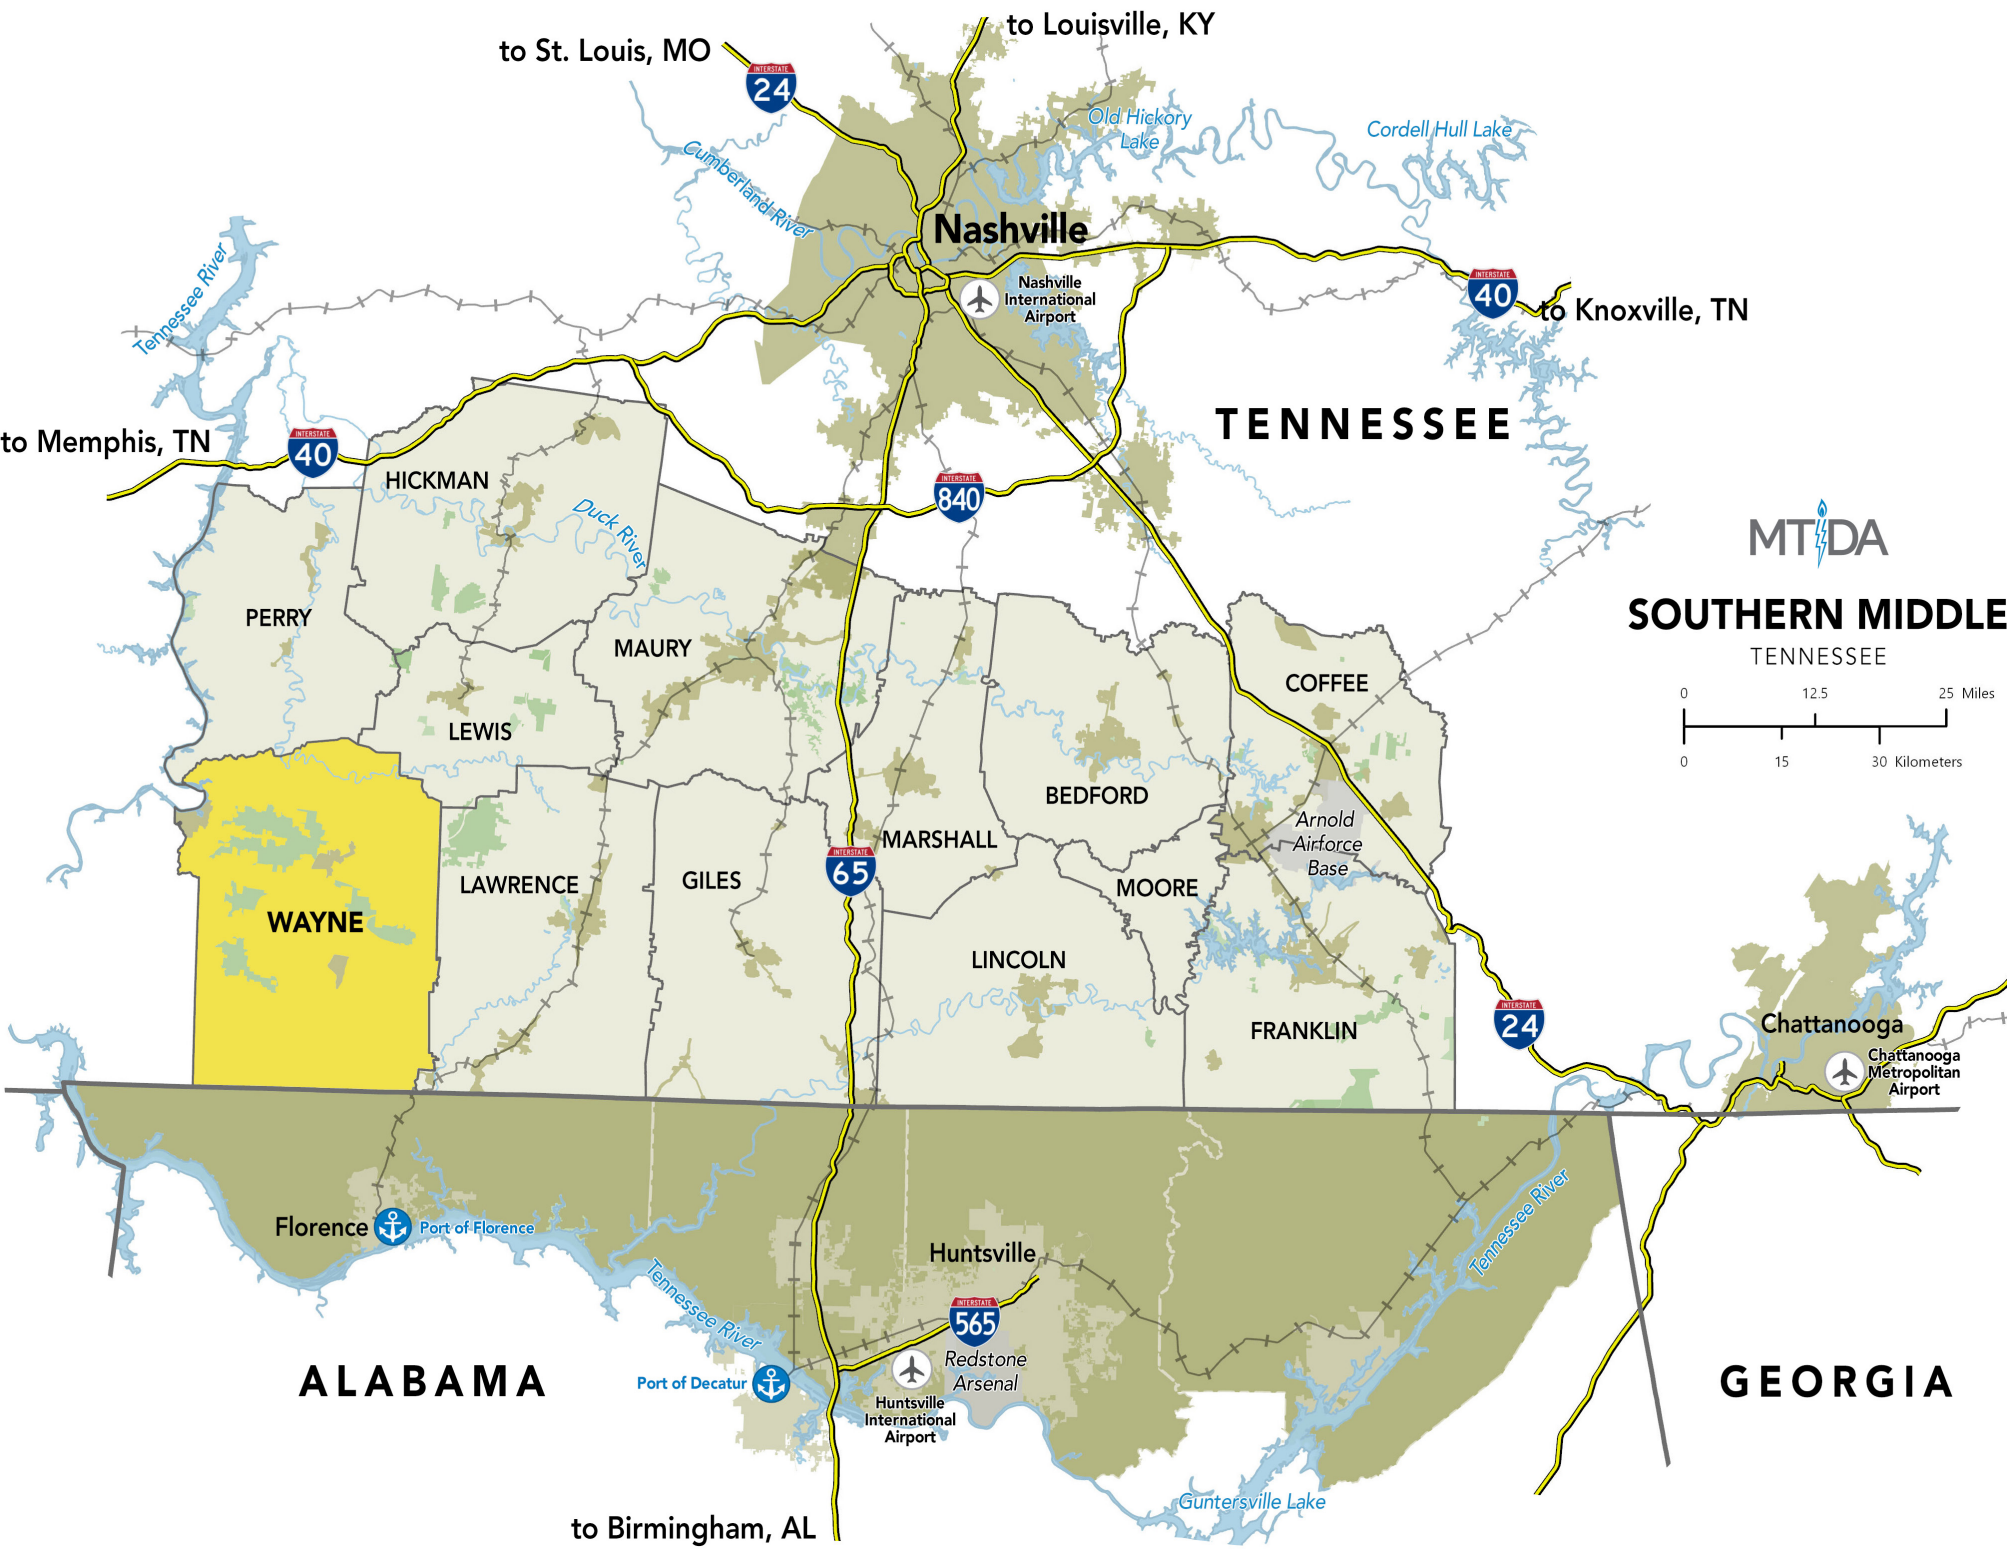 to Louisville, KY
to St. Louis, MO
INTERSTATE
24
Old Hickory
Lake
Cordell Hull Lake
Cumberland River
Nashville
Tennessee River
Nashville
International
Airport
INTERSTATE
40
to Knoxville, TN
TENNESSEE
to Memphis, TN
INTERSTATE
40
HICKMAN
INTERSTATE
840
Duck River
MTIDA
SOUTHERN MIDDLE
TENNESSEE
0
12.5
25 Miles
0
15
30 Kilometers
PERRY
MAURY
COFFEE
LEWIS
BEDFORD
Arnold
Airforce
Base
MARSHALL
INTERSTATE
65
LAWRENCE
GILES
MOORE
WAYNE
LINCOLN
FRANKLIN
INTERSTATE
24
Chattanooga
Chattanooga
Metropolitan
Airport
Florence
Port of Florence
Tennessee River
Huntsville
Tennessee River
INTERSTATE
565
Redstone
Arsenal
ALABAMA
Port of Decatur
Huntsville
International
Airport
GEORGIA
Guntersville Lake
to Birmingham, AL